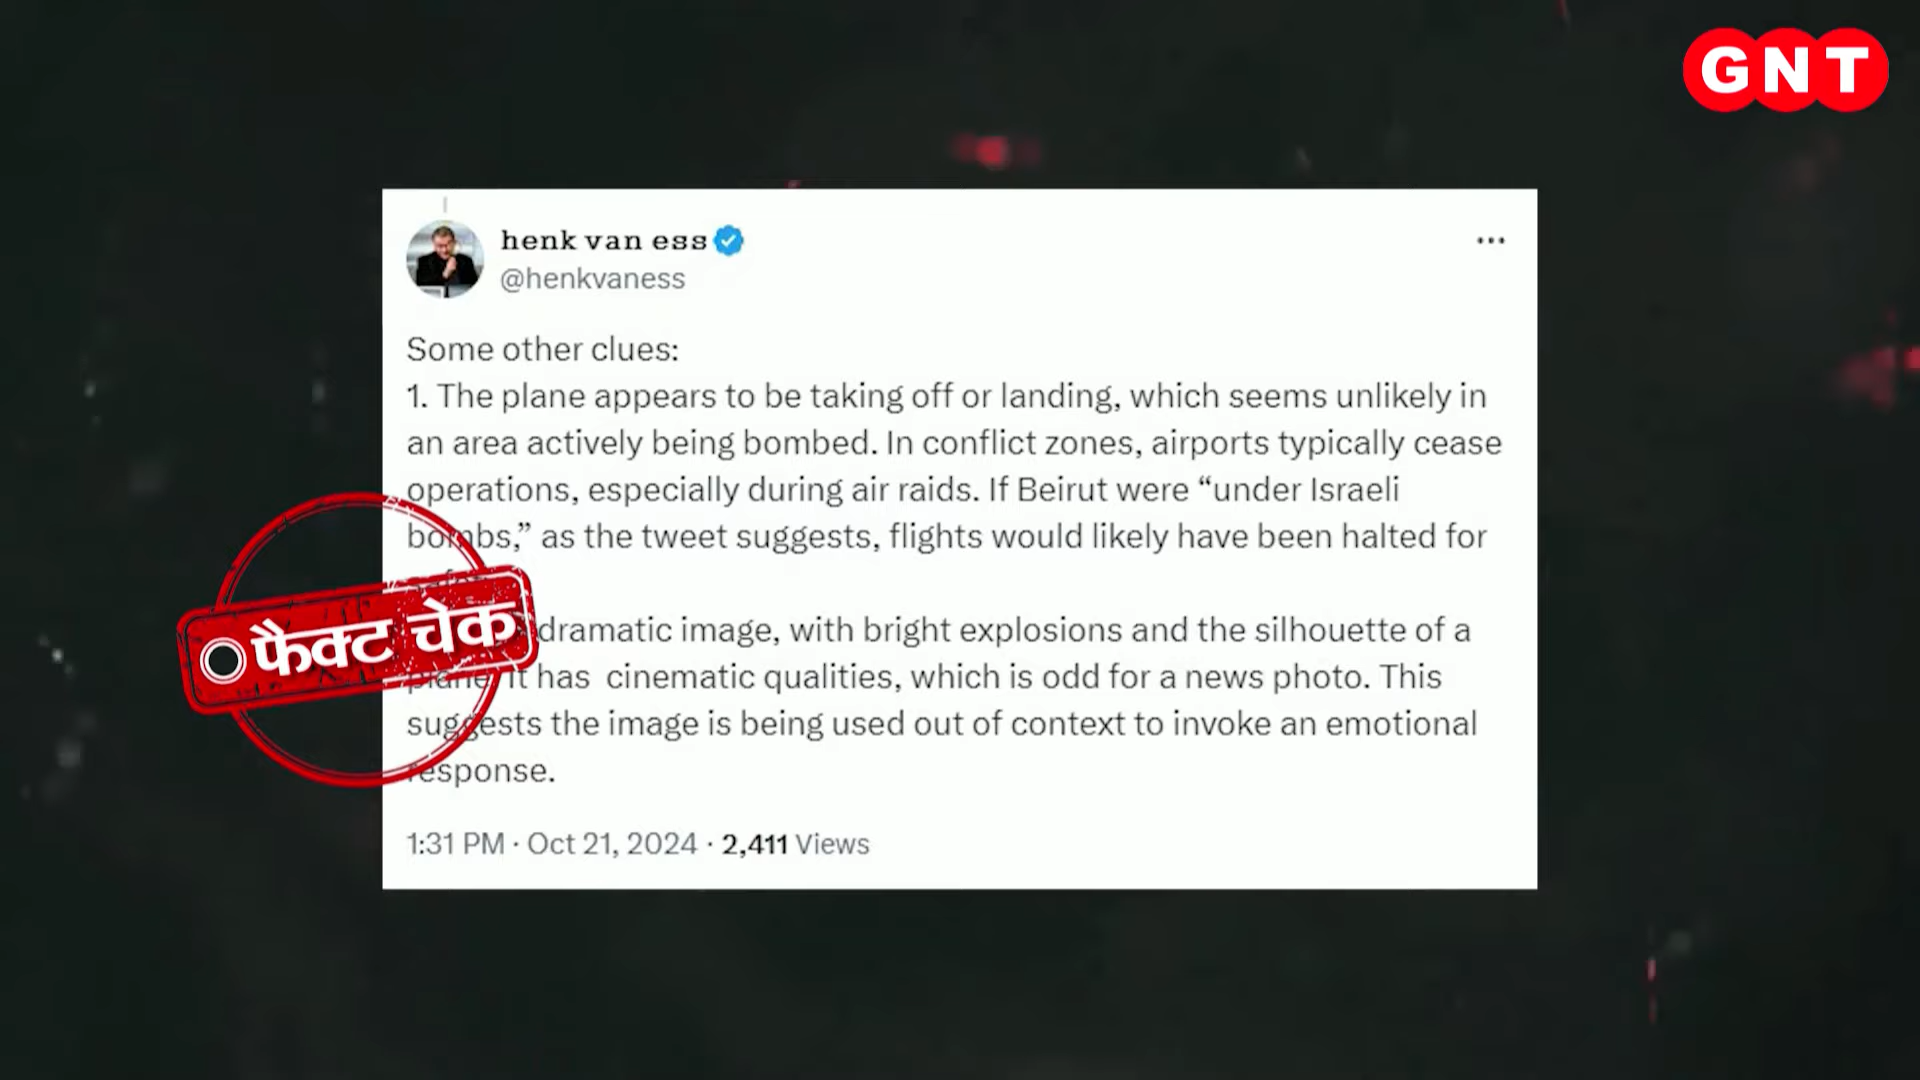 GNT
henk van ess
@henkvaness
Some other clues:
1. The plane appears to be taking off or landing, which seems unlikely in
an area actively being bombed. In conflict zones, airports typically cease
operations, especially during air raids. If Beirut were “under Israeli
bombs,” as the tweet suggests, flights would likely have been halted for
dramatic image, with bright explosions and the silhouette of a
plane, it has cinematic qualities, which is odd for a news photo. This
suggests the image is being used out of context to invoke an emotional
response.
1:31 PM · Oct 21, 2024 · 2,411 Views
फैक्ट चेक